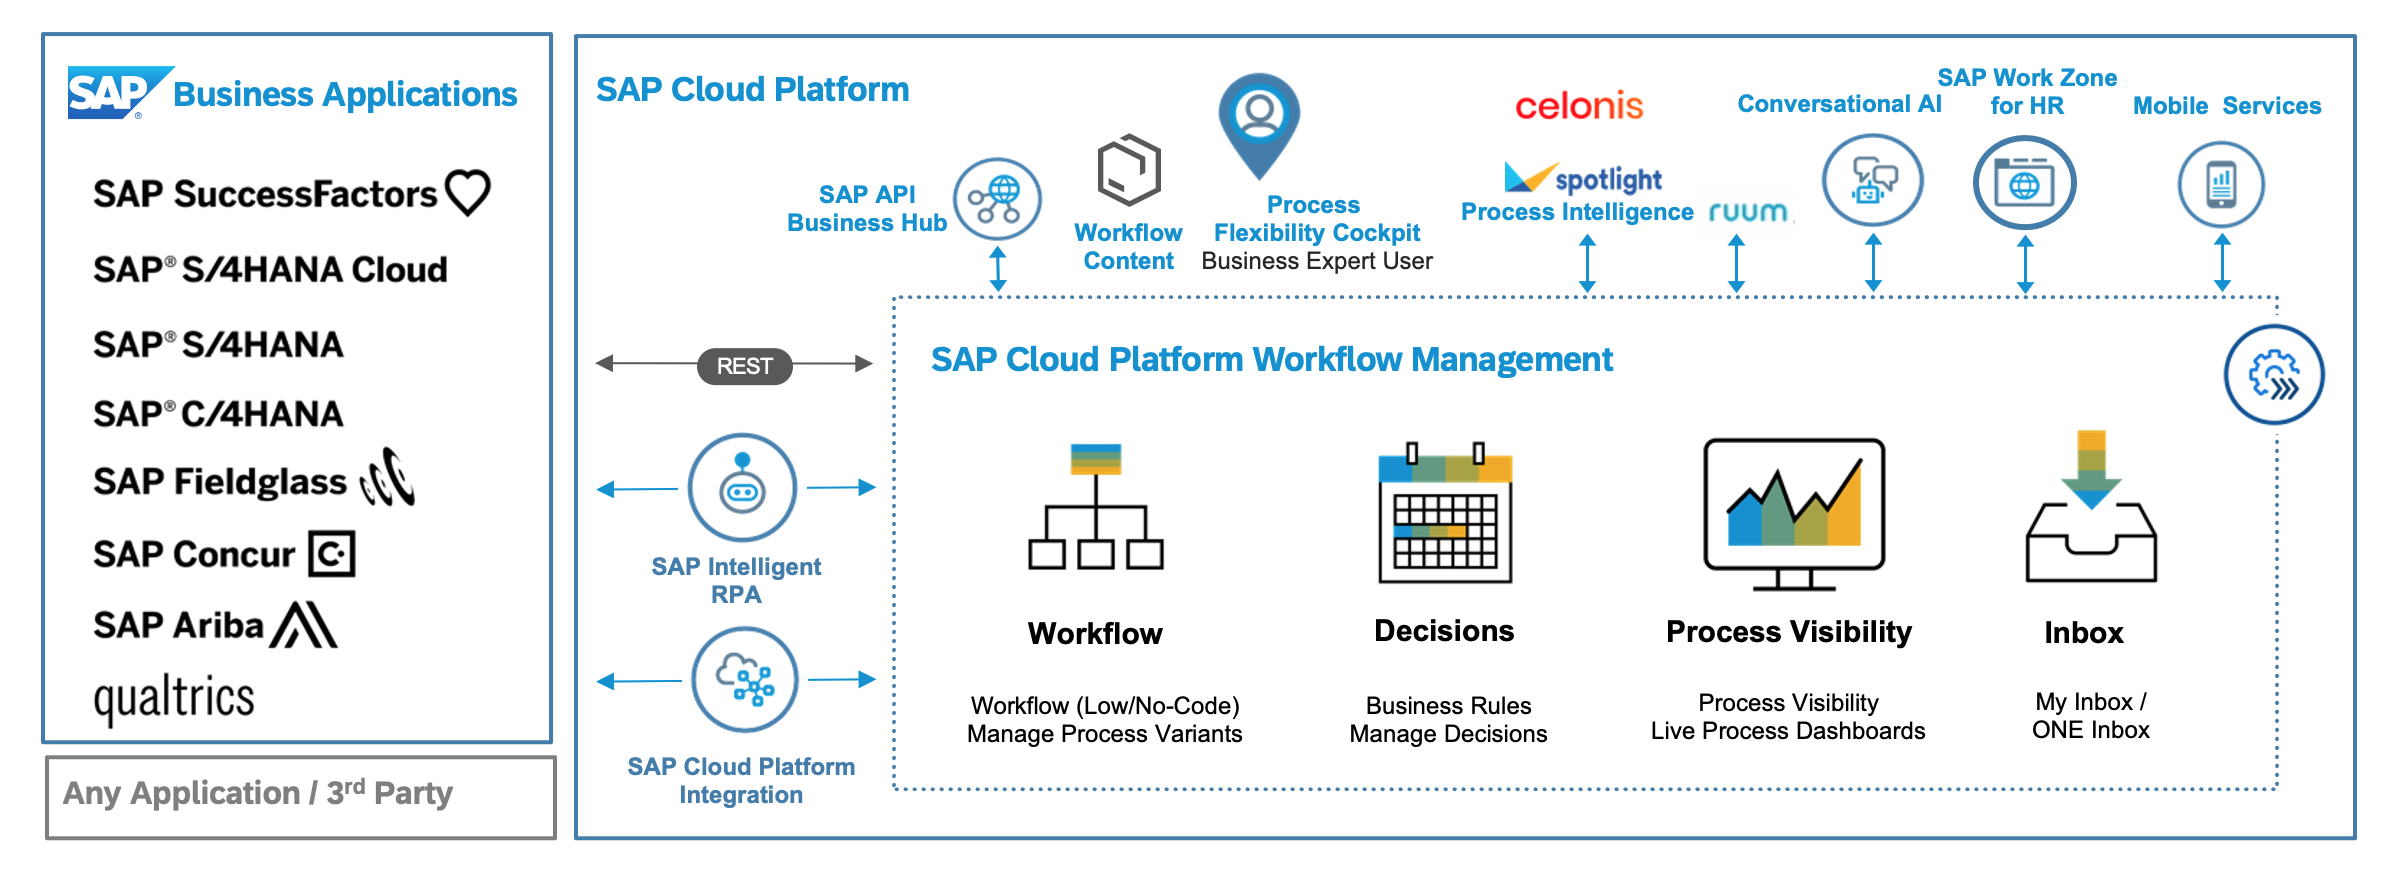 SAP® Business Applications
SAP SuccessFactors
SAP® S/4HANA Cloud
SAP® S/4HANA
SAP® C/4HANA
SAP Fieldglass
SAP Concur C.
SAP Ariba
qualtrics
Any Application / 3rd Party
SAP Cloud Platform
SAP API
Business Hub
Workflow
Content
Process
Flexibility Cockpit
Business Expert User
celonis
spotlight
Process Intelligence
ruum
Conversational AI
SAP Work Zone
for HR
Mobile Services
REST
SAP Intelligent
RPA
SAP Cloud Platform
Integration
SAP Cloud Platform Workflow Management
Workflow
Workflow (Low/No-Code)
Manage Process Variants
Decisions
Business Rules
Manage Decisions
Process Visibility
Process Visibility
Live Process Dashboards
Inbox
My Inbox /
ONE Inbox